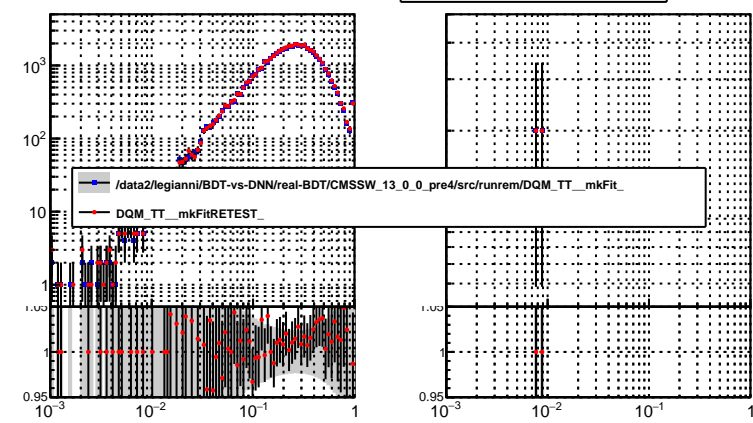 10³
10²
10
1
/data2/legianni/BDT-vs-DNN/real-BDT/CMSSW_13_0_0_pre4/src/runrem/DQM_TT__mkFit_
DQM_TT__mkFitRETEST_
1.05 1.05
1 1
0.95 0.95
10⁻³ 10⁻² 10⁻¹ 1 10⁻³ 10⁻² 10⁻¹ 1